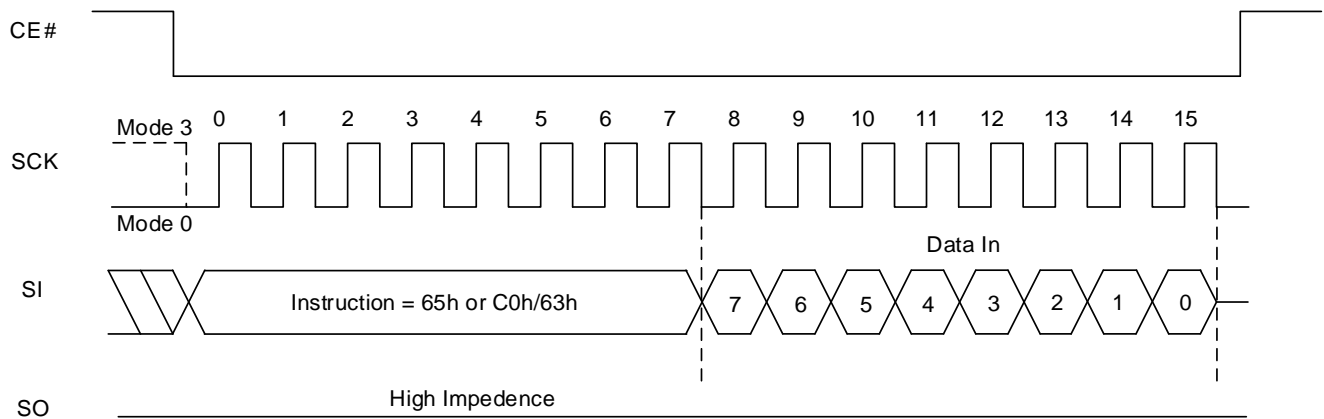 CE#
Mode 3 0 1 2 3 4 5 6 7 8 9 10 11 12 13 14 15
SCK
Mode 0
Data In
SI Instruction = 65h or C0h/63h 7 6 5 4 3 2 1 0
High Impedence
SO